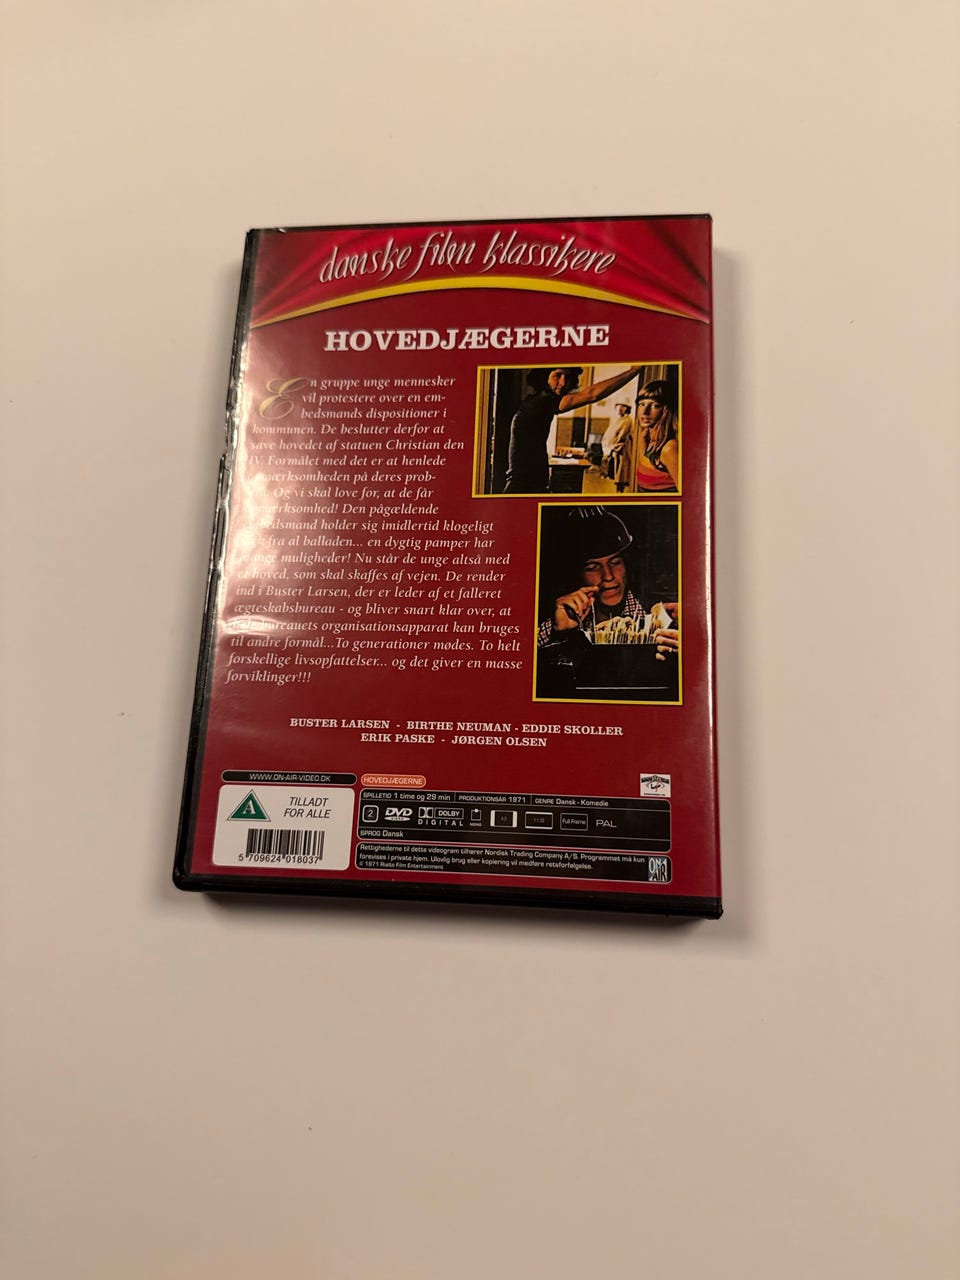 danske film klassikere
HOVEDJÆGERNE
En gruppe unge mennesker
vil protestere over en em-
bedsmands dispositioner i
kommunen. De beslutter derfor at
save hovedet af statuen Christian den
IV. Formålet med det er at henlede
opmærksomheden på deres prob-
Og vi skal love for, at de får
opmærksomhed! Den pågældende
embedsmand holder sig imidlertid klogeligt
væk fra al balladen... en dygtig pamper har
mange muligheder! Nu står de unge altså med
et hoved, som skal skaffes af vejen. De render
ind i Buster Larsen, der er leder af et falleret
ægteskabsbureau - og bliver snart klar over, at
hele bureauets organisationsapparat kan bruges
til andre formål...To generationer mødes. To helt
forskellige livsopfattelser... og det giver en masse
forviklinger!!!
BUSTER LARSEN - BIRTHE NEUMAN - EDDIE SKOLLER
ERIK PASKE - JØRGEN OLSEN
WWW.ON-AIR-VIDEO.DK
HOVEDJÆGERNE
A
TILLADT
FOR ALLE
5 709624 018037
SPILLETID 1 time og 29 min PRODUKTIONSÅR 1971 GENRE Dansk - Komedie
2 DVD VIDEO DOLBY DIGITAL MONO Full Frame PAL
SPROG Dansk
Rettighederne til dette videogram tilhører Nordisk Trading Company A/S. Programmet må kun
forevises i private hjem. Ulovlig brug eller kopiering vil medføre retsforfølgelse.
© 1971 Rialto Film Entertainment
ON AIR